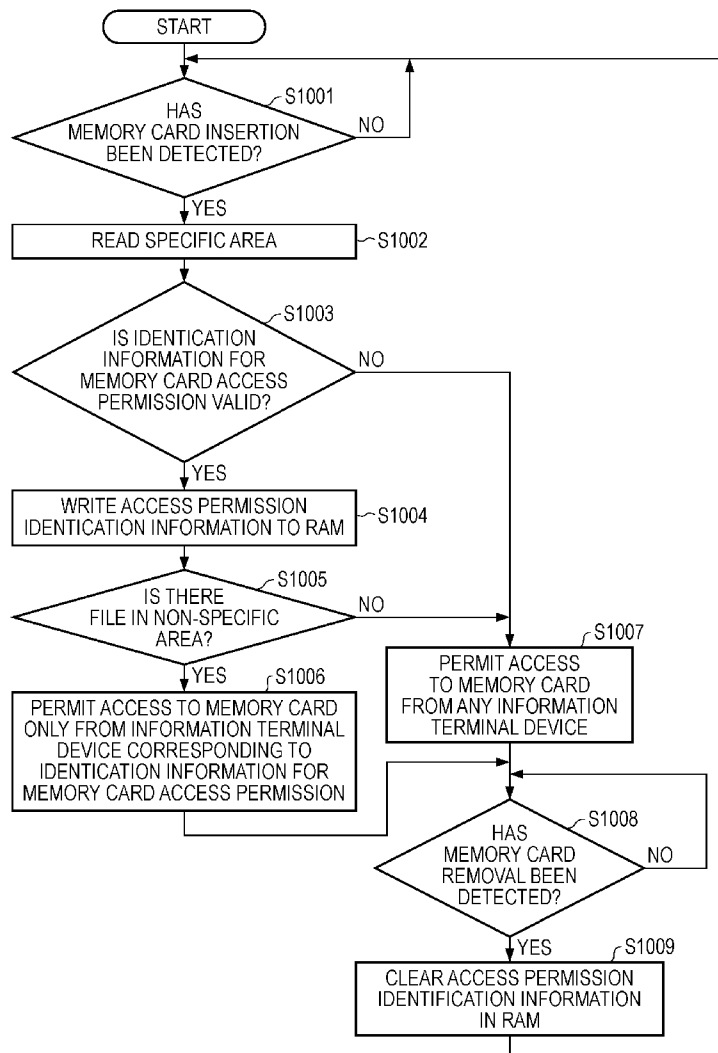 START
S1001
HAS
MEMORY CARD INSERTION
BEEN DETECTED?
NO
YES
READ SPECIFIC AREA
S1002
S1003
IS IDENTICATION
INFORMATION FOR
MEMORY CARD ACCESS
PERMISSION VALID?
NO
YES
WRITE ACCESS PERMISSION
IDENTICATION INFORMATION TO RAM
S1004
S1005
IS THERE
FILE IN NON-SPECIFIC
AREA?
NO
YES
S1006
PERMIT ACCESS TO MEMORY CARD
ONLY FROM INFORMATION TERMINAL
DEVICE CORRESPONDING TO
IDENTICATION INFORMATION FOR
MEMORY CARD ACCESS PERMISSION
S1007
PERMIT ACCESS
TO MEMORY CARD
FROM ANY INFORMATION
TERMINAL DEVICE
S1008
HAS
MEMORY CARD
REMOVAL BEEN
DETECTED?
NO
YES
S1009
CLEAR ACCESS PERMISSION
IDENTIFICATION INFORMATION
IN RAM